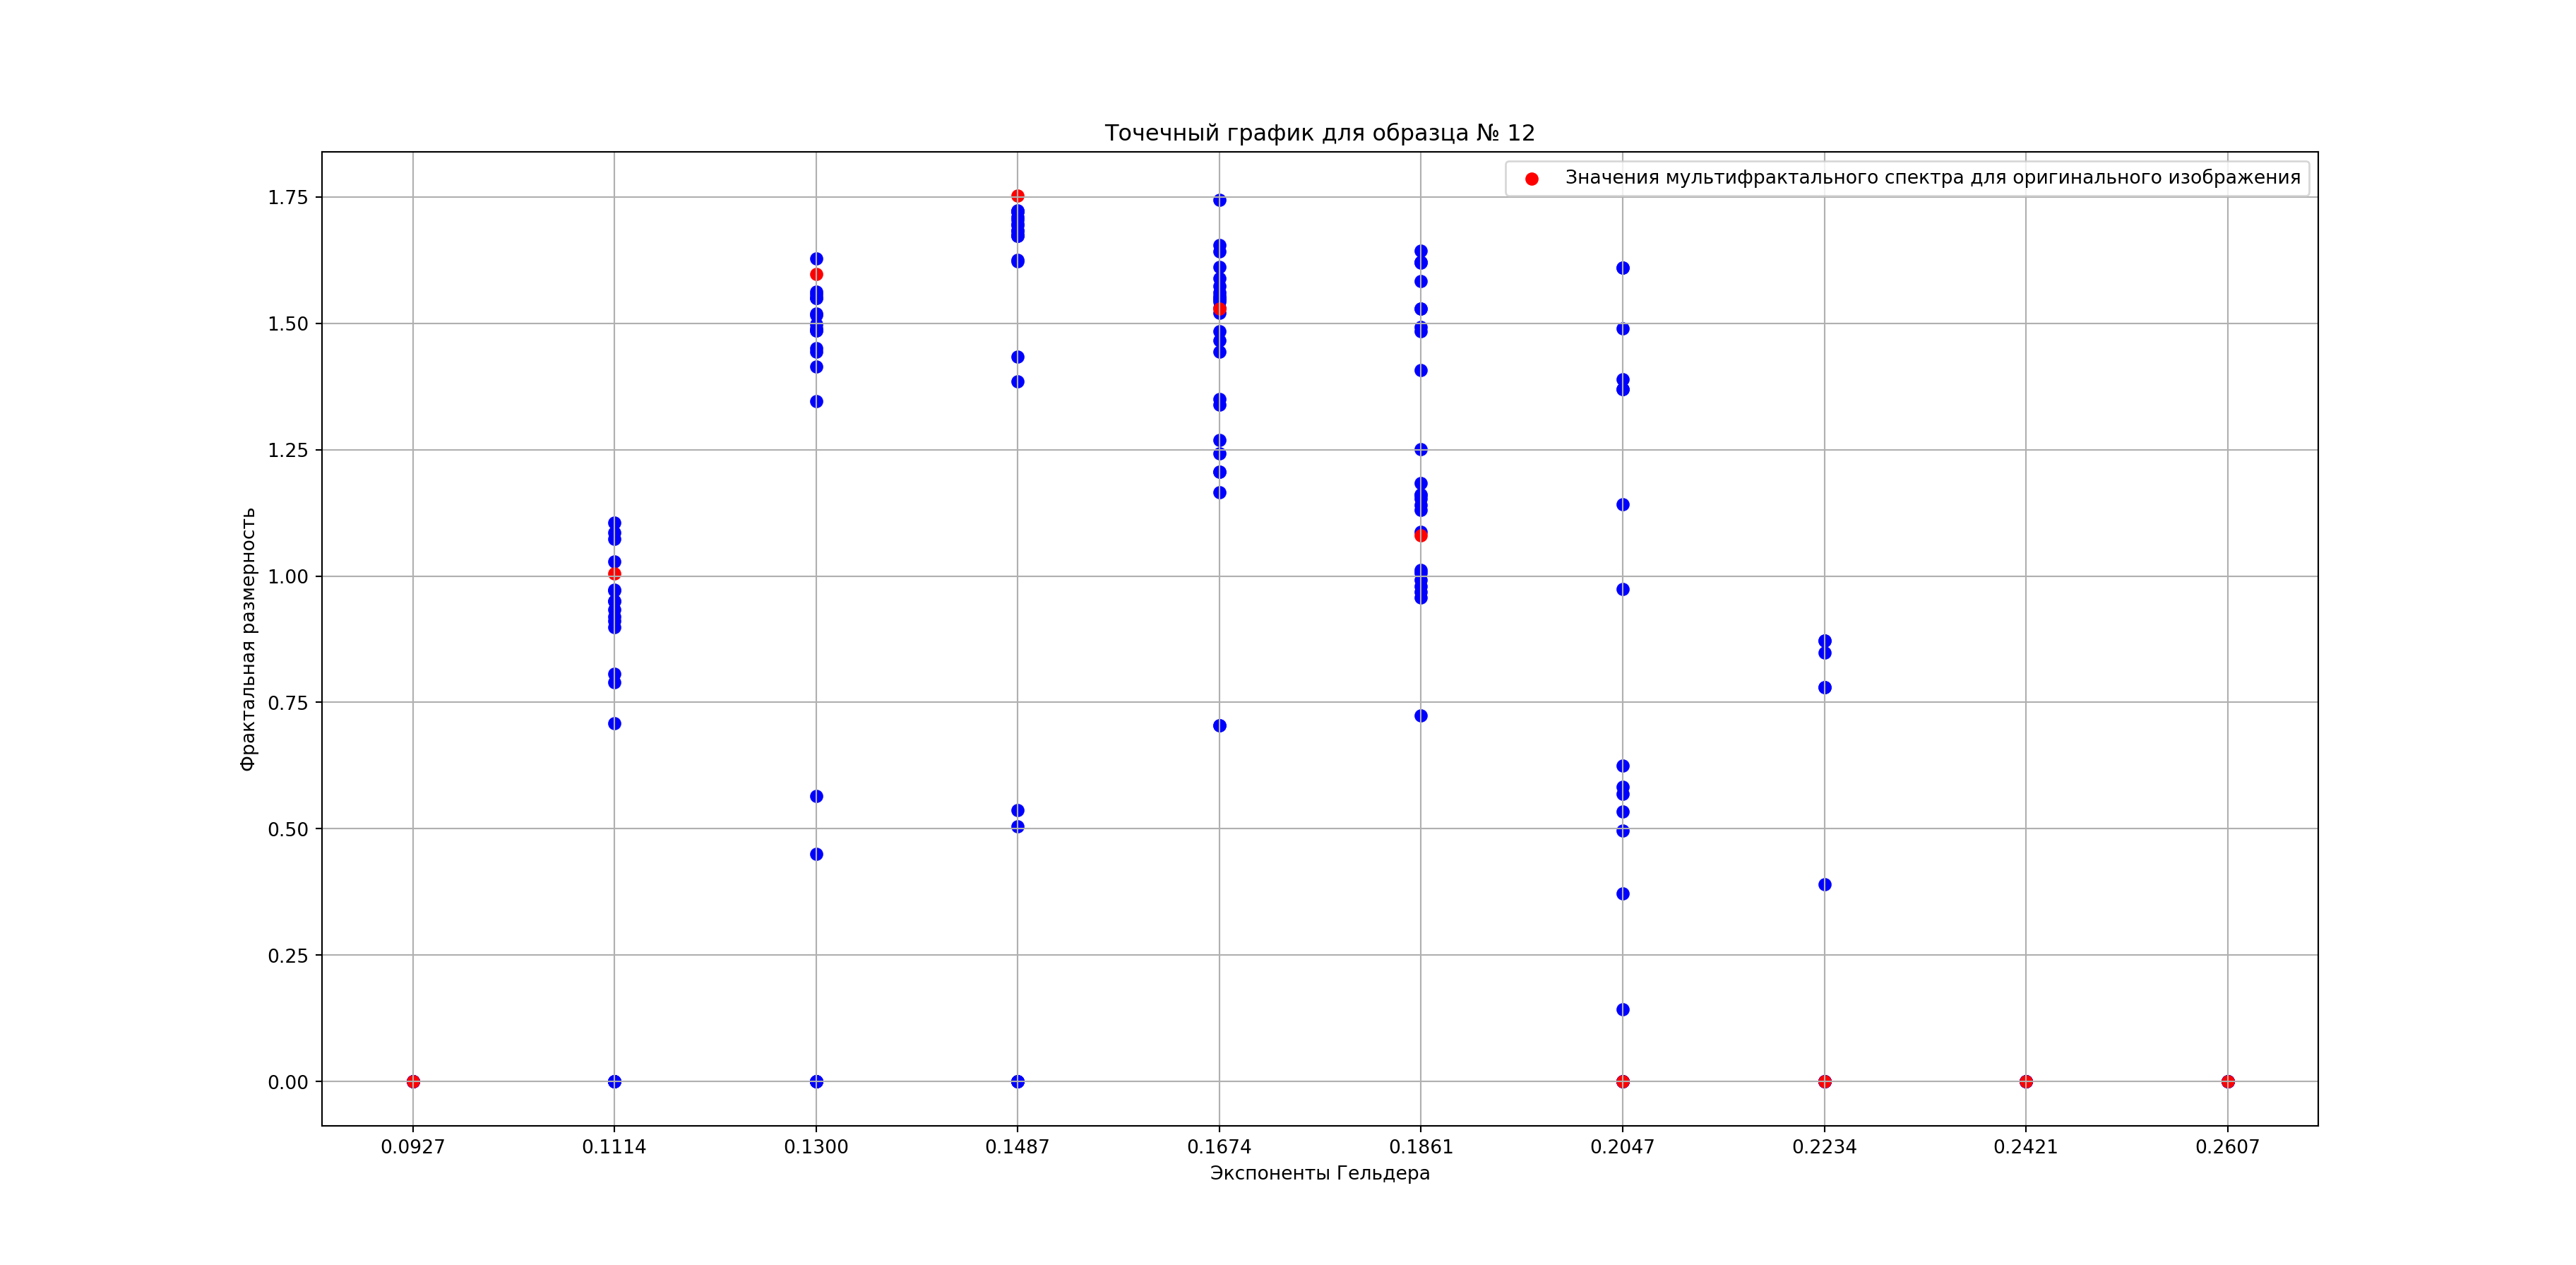 Точечный график для образца № 12
Значения мультифрактального спектра для оригинального изображения
Фрактальная размерность
1.75
1.50
1.25
1.00
0.75
0.50
0.25
0.00
0.0927 0.1114 0.1300 0.1487 0.1674 0.1861 0.2047 0.2234 0.2421 0.2607
Экспоненты Гельдера